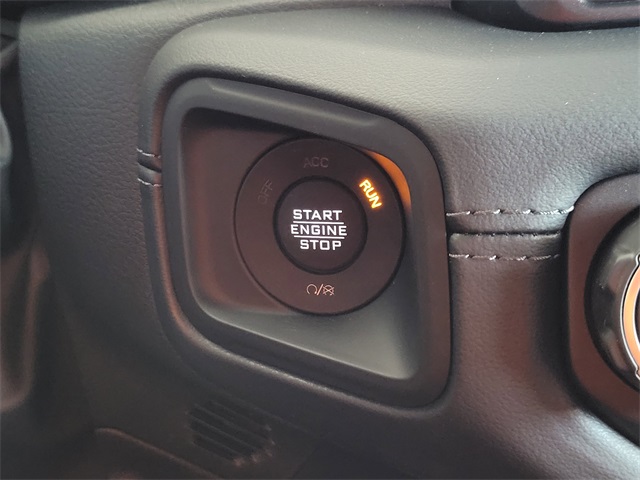 ACC
OFF
RUN
START
ENGINE
STOP